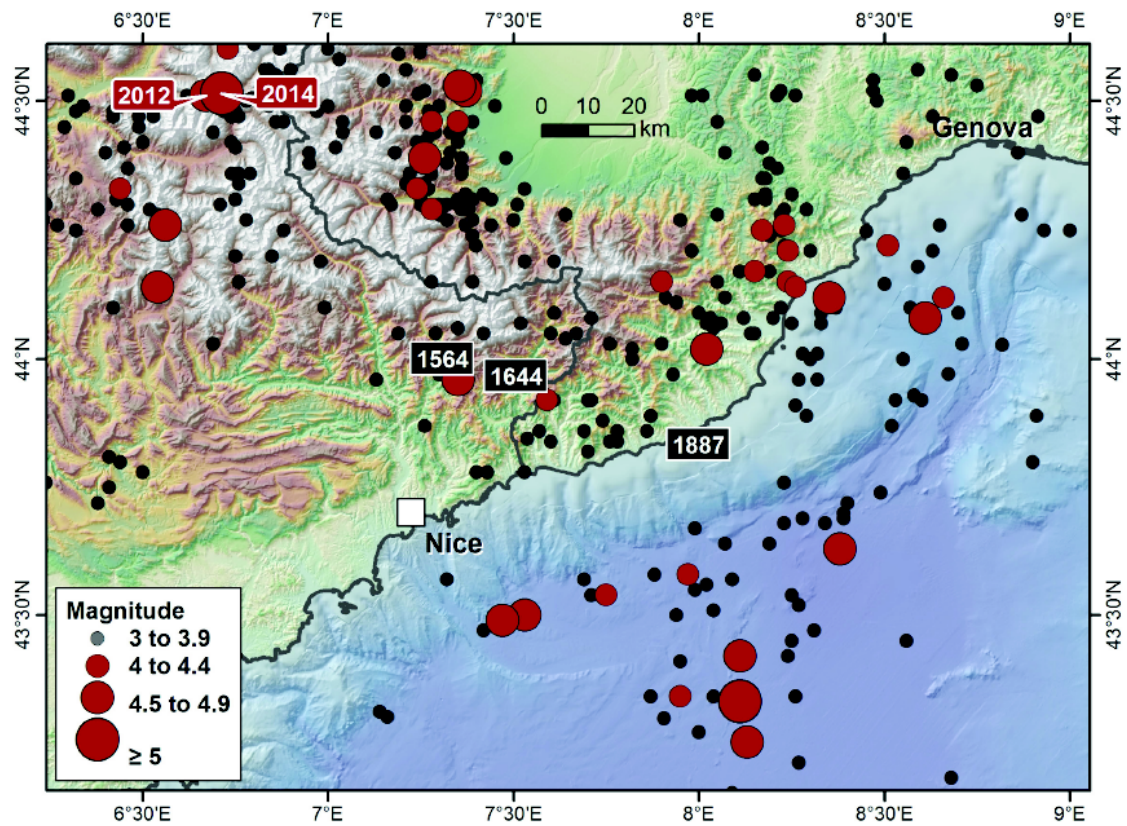 6°30'E 7°E 7°30'E 8°E 8°30'E 9°E
44°30'N
44°N
43°30'N
2012
2014
0 10 20
km
Genova
1564
1644
1887
Nice
Magnitude
3 to 3.9
4 to 4.4
4.5 to 4.9
≥ 5
44°30'N
44°N
43°30'N
6°30'E 7°E 7°30'E 8°E 8°30'E 9°E